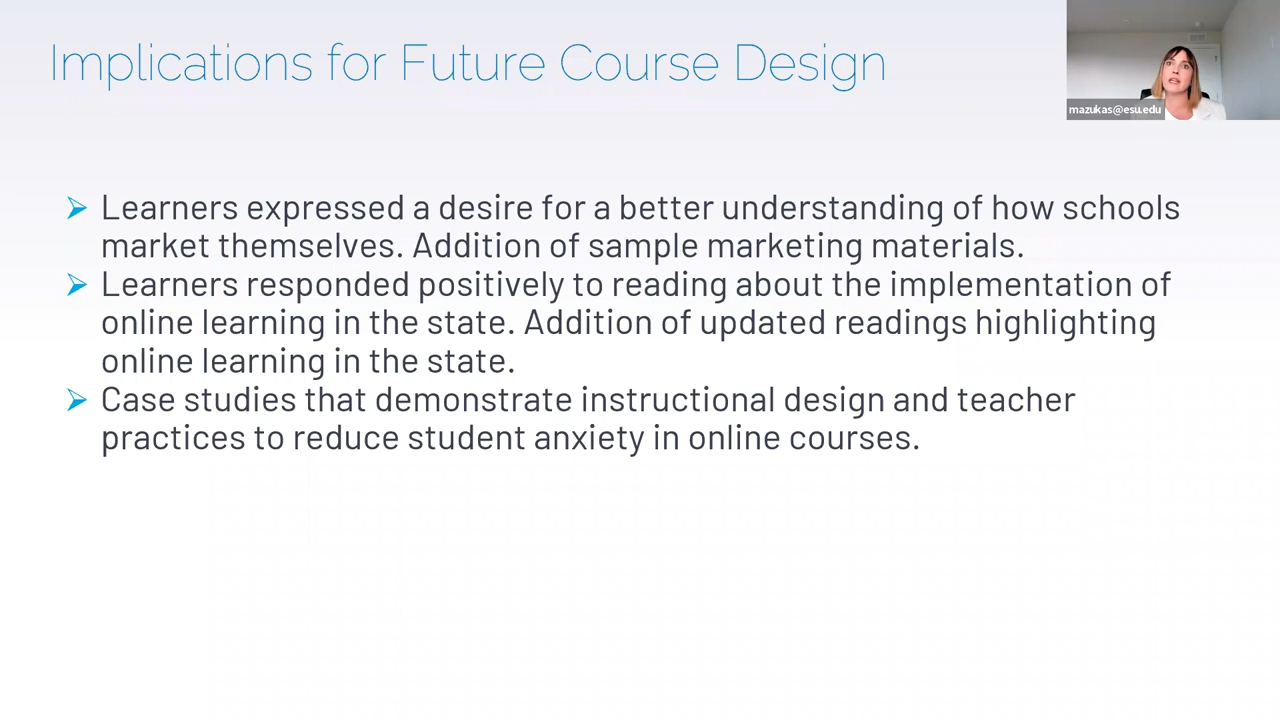 Implications for Future Course Design
mazukas@esu.edu
Learners expressed a desire for a better understanding of how schools
market themselves. Addition of sample marketing materials.
Learners responded positively to reading about the implementation of
online learning in the state. Addition of updated readings highlighting
online learning in the state.
Case studies that demonstrate instructional design and teacher
practices to reduce student anxiety in online courses.